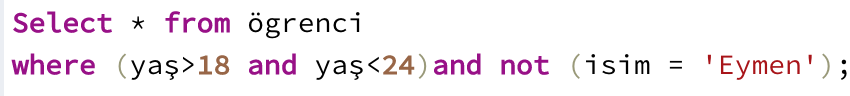 Select * from ögrenci
where (yaş>18 and yaş<24)and not (isim = 'Eymen');